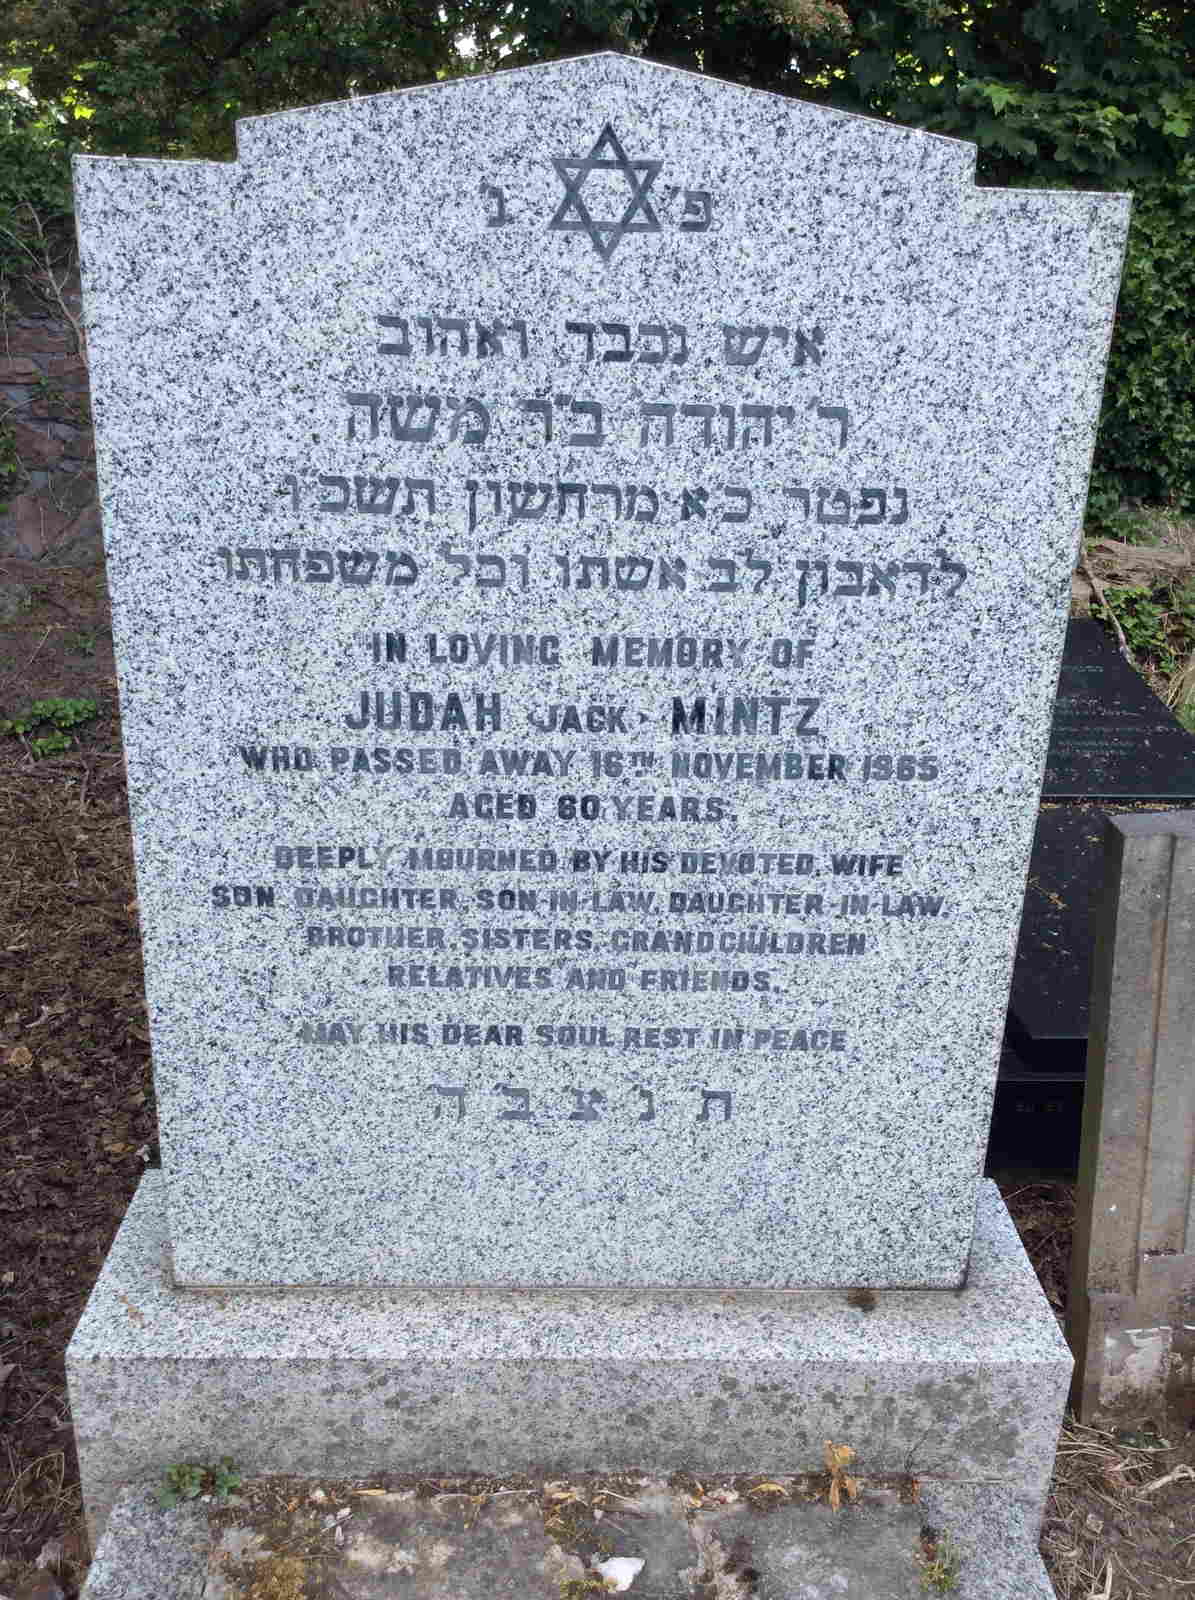 פ' נ'
איש נכבד ואהוב
ר' יהודה ב"ר משה
נפטר כ"א מרחשון תשכ"ו
לדאבון לב אשתו וכל משפחתו
IN LOVING MEMORY OF
JUDAH (JACK) MINTZ
WHO PASSED AWAY 16TH NOVEMBER 1965
AGED 60 YEARS.
DEEPLY MOURNED BY HIS DEVOTED, WIFE
SON, DAUGHTER, SON-IN-LAW, DAUGHTER-IN-LAW,
BROTHER, SISTERS, GRANDCHILDREN
RELATIVES AND FRIENDS.
MAY HIS DEAR SOUL REST IN PEACE
ת' נ' צ' ב' ה'